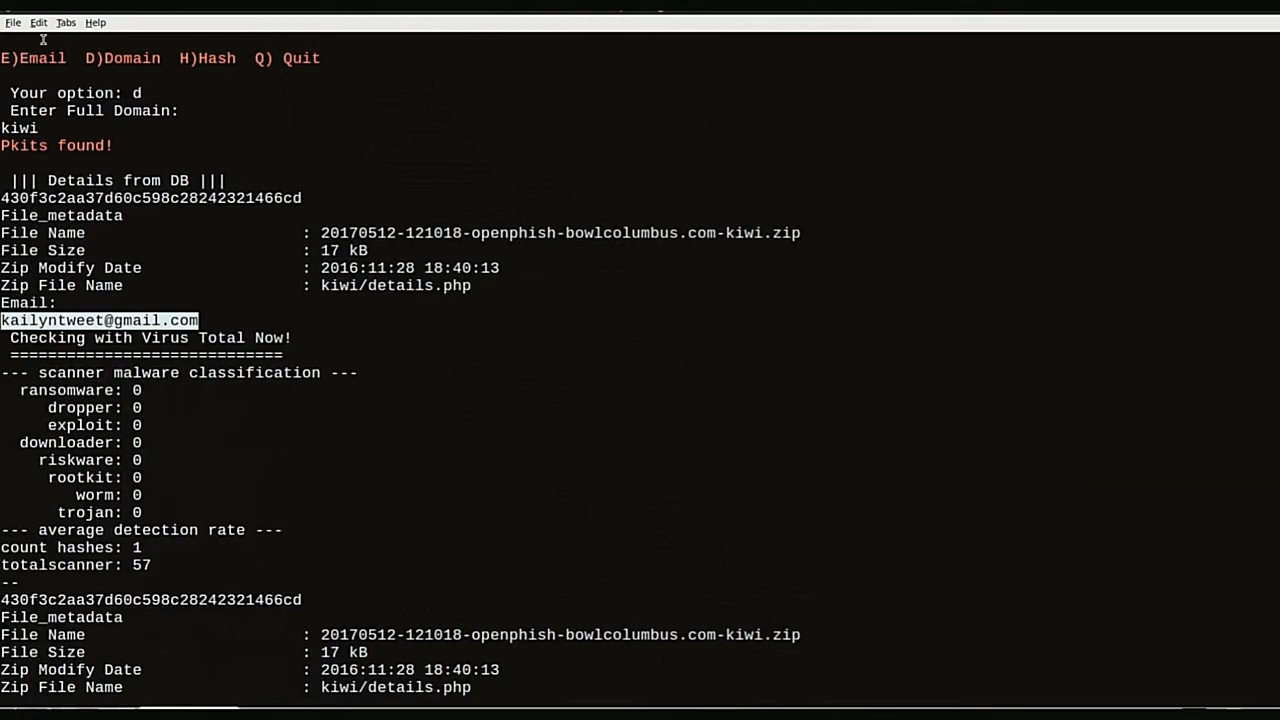 File Edit Tabs Help
E)Email D)Domain H)Hash Q) Quit
Your option: d
Enter Full Domain:
kiwi
Pkits found!
||| Details from DB |||
430f3c2aa37d60c598c28242321466cd
File_metadata
File Name : 20170512-121018-openphish-bowlcolumbus.com-kiwi.zip
File Size : 17 kB
Zip Modify Date : 2016:11:28 18:40:13
Zip File Name : kiwi/details.php
Email:
kailyntweet@gmail.com
Checking with Virus Total Now!
=============================
--- scanner malware classification ---
ransomware: 0
dropper: 0
exploit: 0
downloader: 0
riskware: 0
rootkit: 0
worm: 0
trojan: 0
--- average detection rate ---
count hashes: 1
totalscanner: 57
--
430f3c2aa37d60c598c28242321466cd
File_metadata
File Name : 20170512-121018-openphish-bowlcolumbus.com-kiwi.zip
File Size : 17 kB
Zip Modify Date : 2016:11:28 18:40:13
Zip File Name : kiwi/details.php